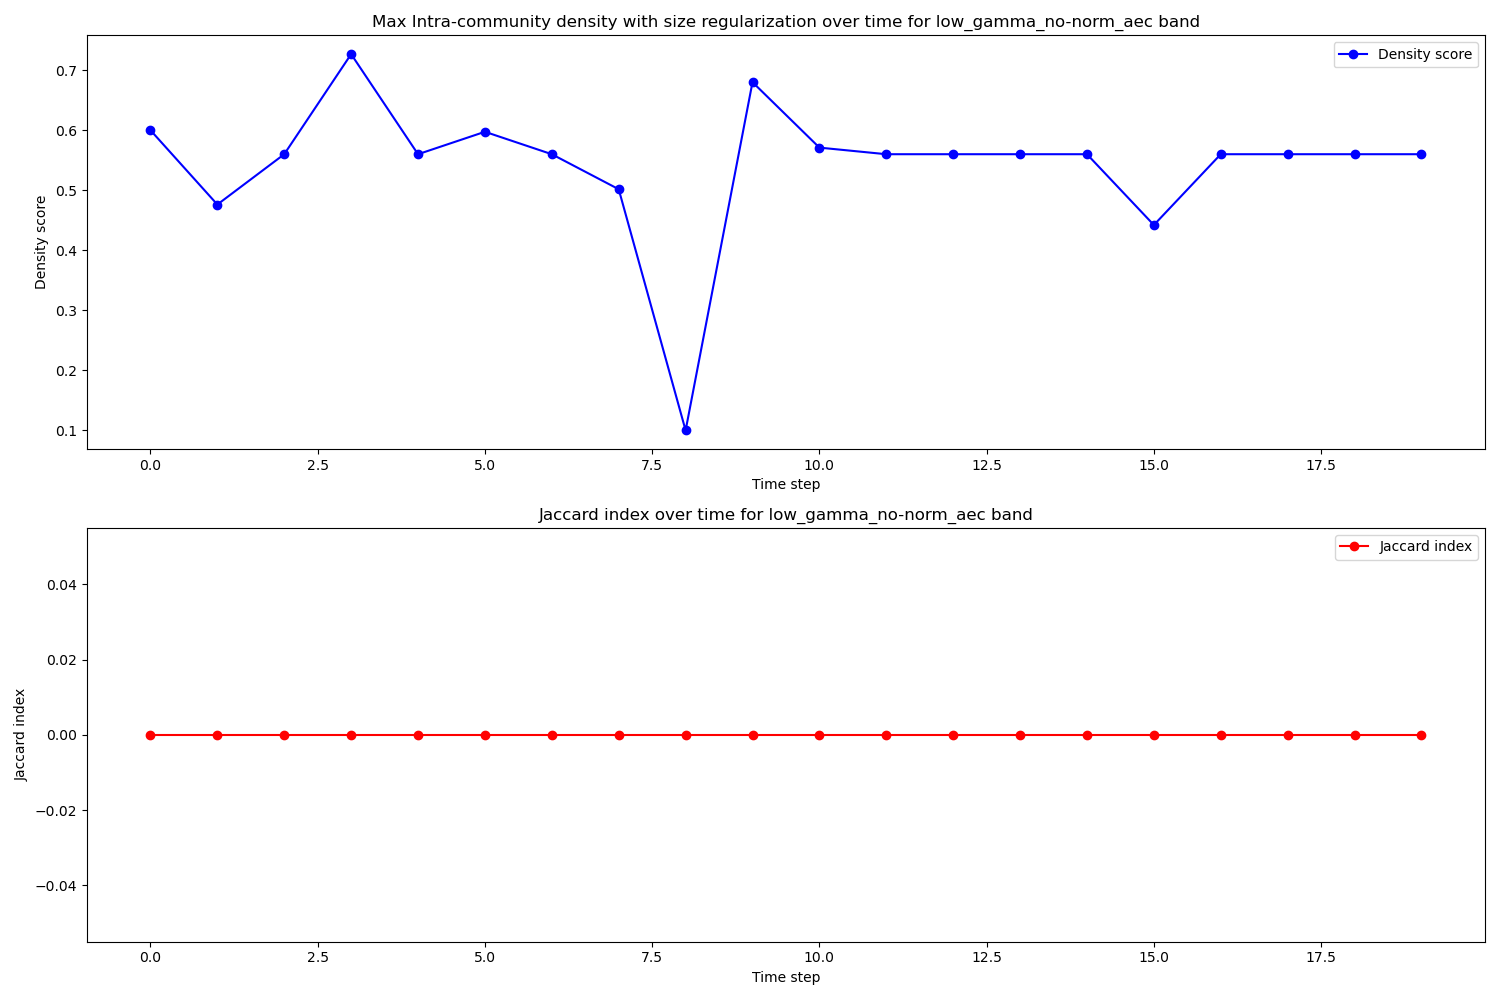 Max Intra-community density with size regularization over time for low_gamma_no-norm_aec band
Density score
0.7
0.6
0.5
0.4
0.3
0.2
0.1
Density score
0.0 2.5 5.0 7.5 10.0 12.5 15.0 17.5
Time step
Jaccard index over time for low_gamma_no-norm_aec band
Jaccard index
0.04
0.02
0.00
−0.02
−0.04
Jaccard index
0.0 2.5 5.0 7.5 10.0 12.5 15.0 17.5
Time step